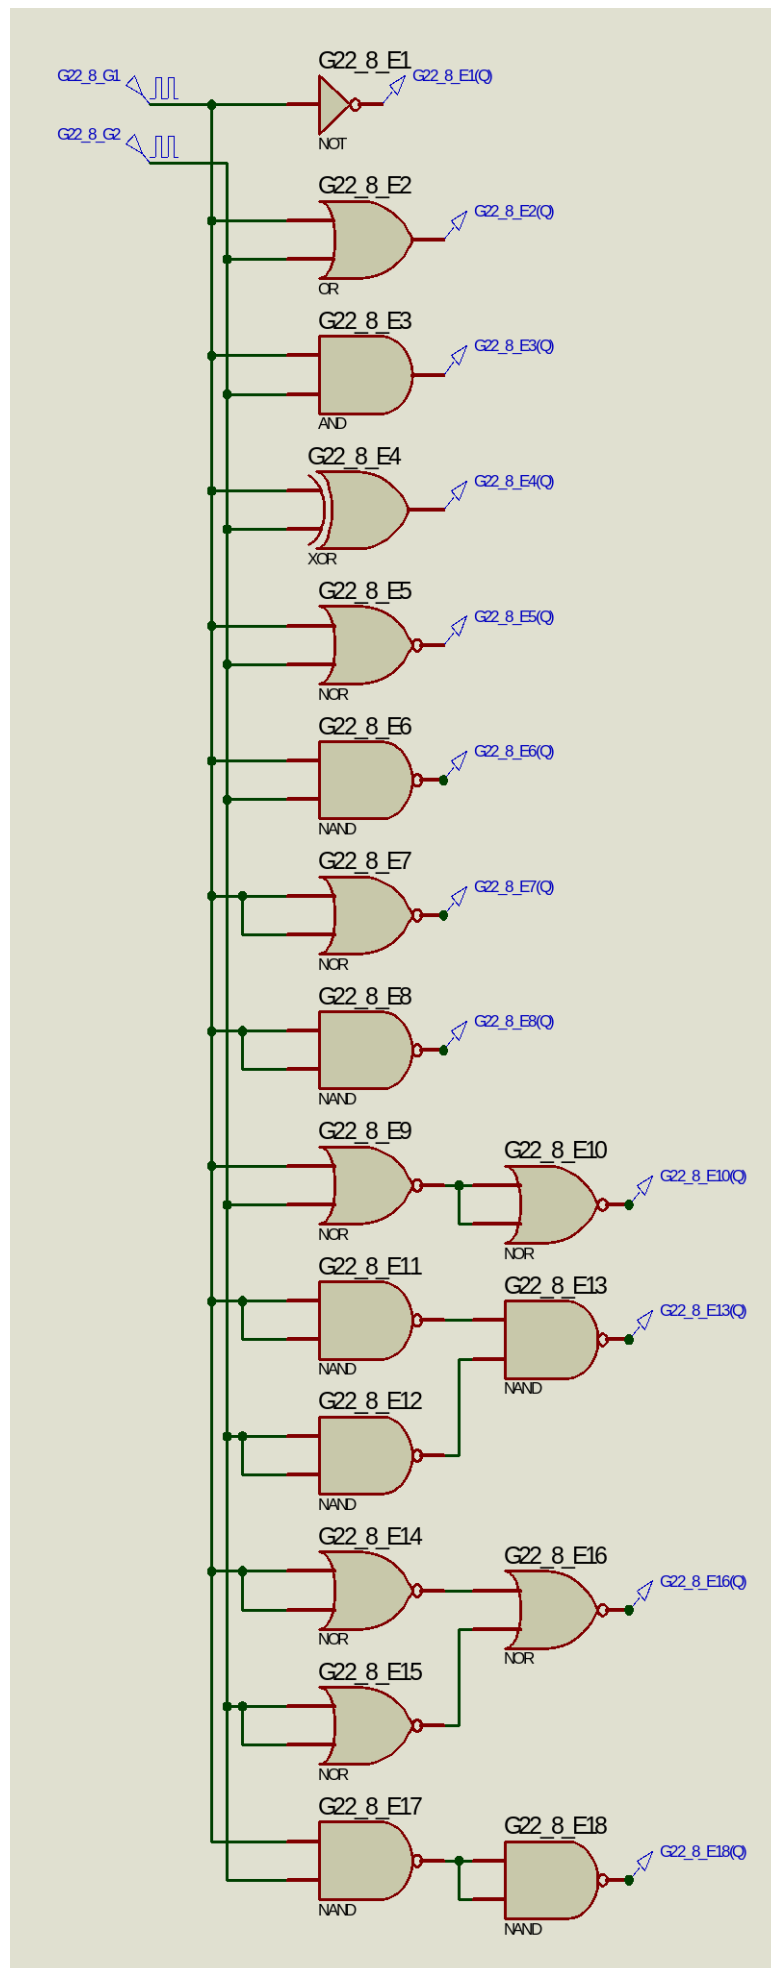 G22_8_E1
G22_8_G1
G22_8_E1(Q)
G22_8_G2
NOT
G22_8_E2
G22_8_E2(Q)
OR
G22_8_E3
G22_8_E3(Q)
AND
G22_8_E4
G22_8_E4(Q)
XOR
G22_8_E5
G22_8_E5(Q)
NOR
G22_8_E6
G22_8_E6(Q)
NAND
G22_8_E7
G22_8_E7(Q)
NOR
G22_8_E8
G22_8_E8(Q)
NAND
G22_8_E9
G22_8_E10
G22_8_E10(Q)
NOR
NOR
G22_8_E11
G22_8_E13
G22_8_E13(Q)
NAND
NAND
G22_8_E12
NAND
G22_8_E14
G22_8_E16
G22_8_E16(Q)
NOR
NOR
G22_8_E15
NOR
G22_8_E17
G22_8_E18
G22_8_E18(Q)
NAND
NAND